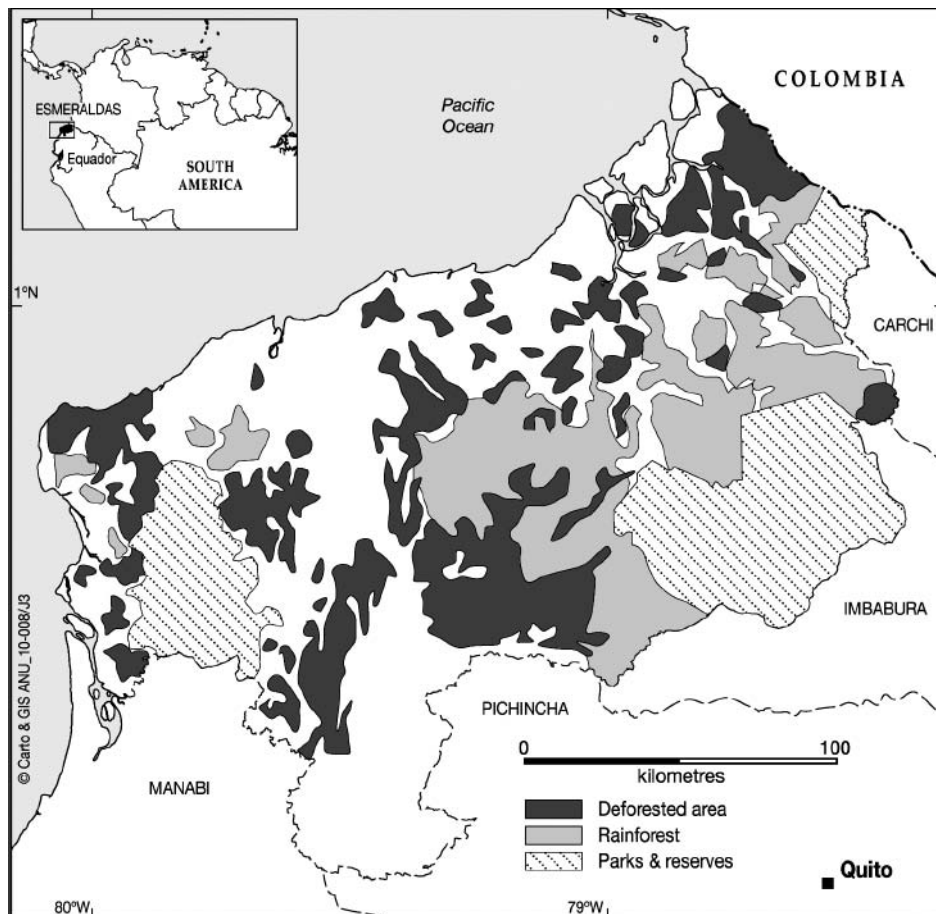 ESMERALDAS
Equador
SOUTH
AMERICA
Pacific
Ocean
COLOMBIA
1°N
CARCHI
IMBABURA
PICHINCHA
MANABI
0 100
kilometres
Deforested area
Rainforest
Parks & reserves
Quito
80°W
79°W
© Carto & GIS ANU_10-008/J3